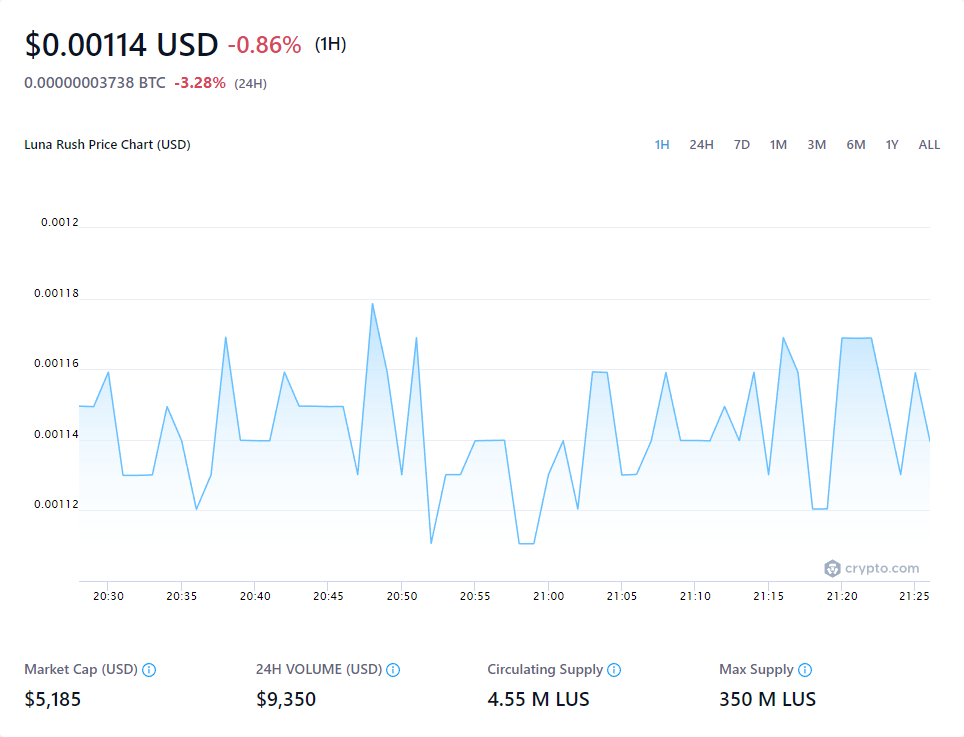 $0.00114 USD -0.86% (1H)
0.00000003738 BTC -3.28% (24H)
Luna Rush Price Chart (USD) 1H 24H 7D 1M 3M 6M 1Y ALL
0.0012
0.00118
0.00116
0.00114
0.00112
crypto.com
20:30 20:35 20:40 20:45 20:50 20:55 21:00 21:05 21:10 21:15 21:20 21:25
Market Cap (USD) 24H VOLUME (USD) Circulating Supply Max Supply
$5,185 $9,350 4.55 M LUS 350 M LUS